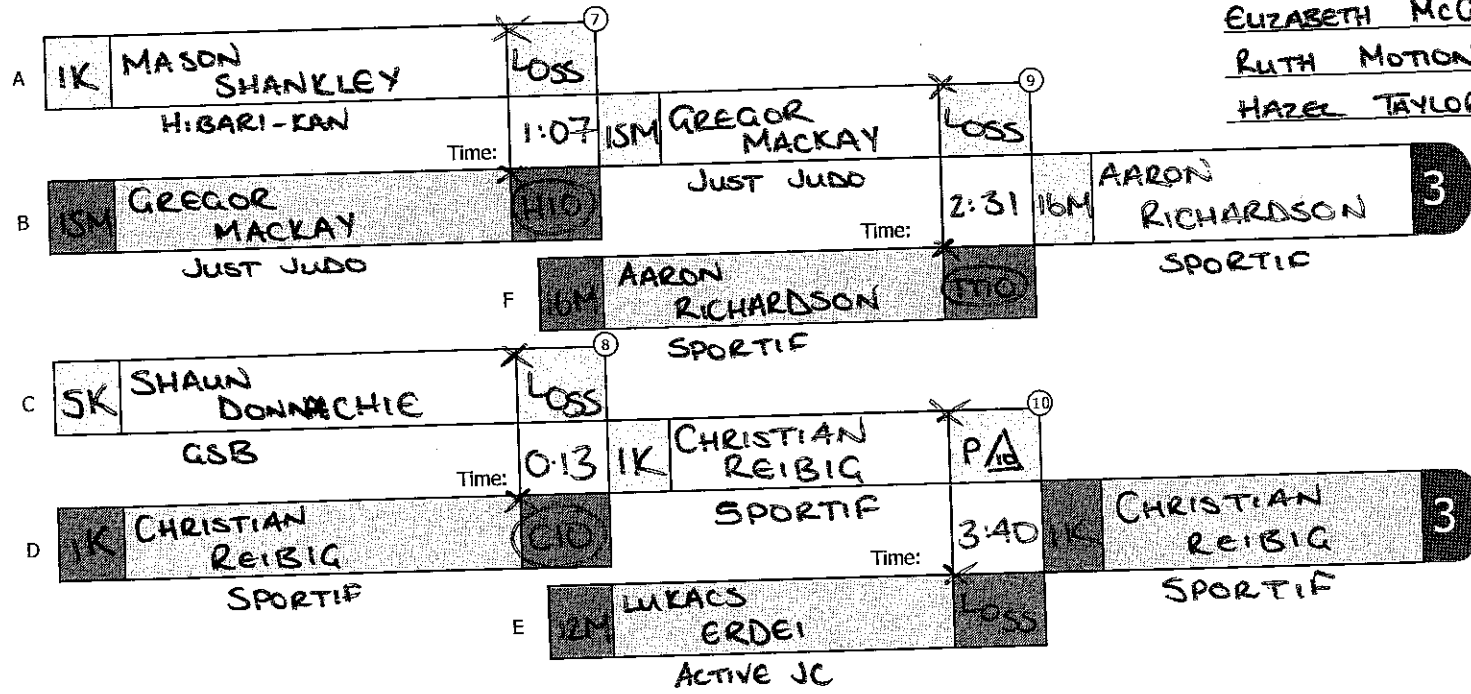 ELIZABETH McG
RUTH MOTION
HAZEL TAYLOR
7
A 1K MASON SHANKLEY LOSS
HIBARI-KAN
Time: 1:07
B 15M GREGOR MACKAY H10
JUST JUDO
9
15M GREGOR MACKAY LOSS
JUST JUDO
Time: 2:31
F 16M AARON RICHARDSON
SPORTIF
16M AARON RICHARDSON 3
SPORTIF
8
C 5K SHAUN DONNACHIE LOSS
GSB
Time: 0:13
D 1K CHRISTIAN REIBIG C10
SPORTIF
10
1K CHRISTIAN REIBIG P 10
SPORTIF
Time: 3:40
E 12M LUKACS ERDEI LOSS
ACTIVE JC
1K CHRISTIAN REIBIG 3
SPORTIF